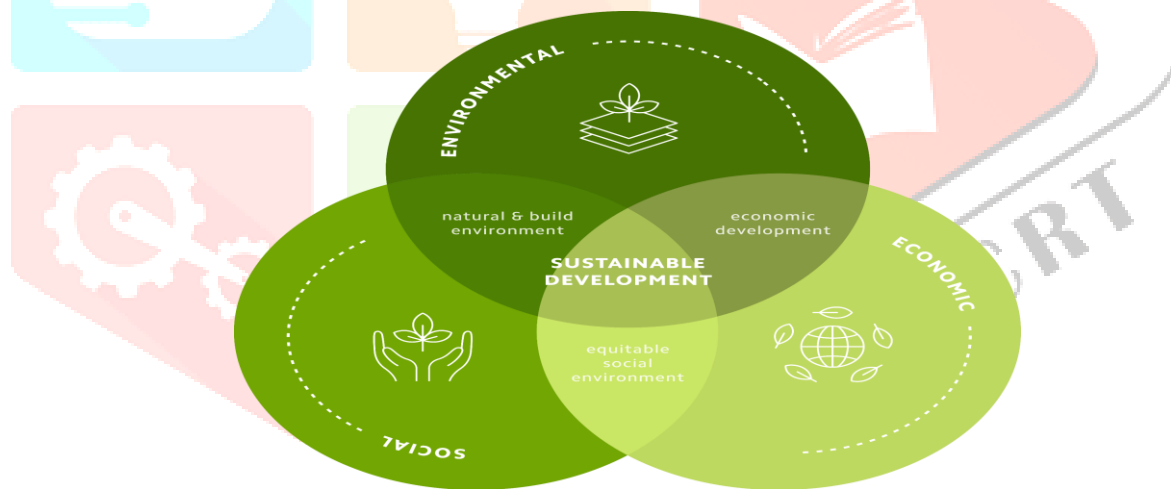 ENVIRONMENTAL
natural & build
environment
economic
development
SUSTAINABLE
DEVELOPMENT
ECONOMIC
equitable
social
environment
SOCIAL